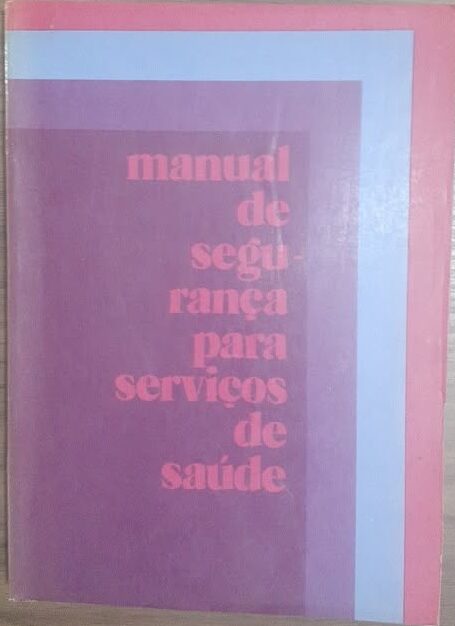 manual
de
segu-
rança
para
serviços
de
saúde